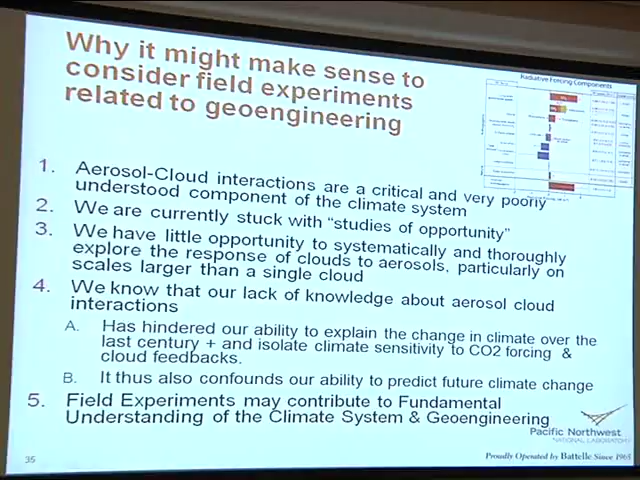 Why it might make sense to
consider field experiments
related to geoengineering
Radiative Forcing Components
1. Aerosol-Cloud interactions are a critical and very poorly
understood component of the climate system
2. We are currently stuck with "studies of opportunity"
3. We have little opportunity to systematically and thoroughly
explore the response of clouds to aerosols, particularly on
scales larger than a single cloud
4. We know that our lack of knowledge about aerosol cloud
interactions
A. Has hindered our ability to explain the change in climate over the
last century + and isolate climate sensitivity to CO2 forcing &
cloud feedbacks.
B. It thus also confounds our ability to predict future climate change
5. Field Experiments may contribute to Fundamental
Understanding of the Climate System & Geoengineering
Pacific Northwest
NATIONAL LABORATORY
35
Proudly Operated by Battelle Since 1965